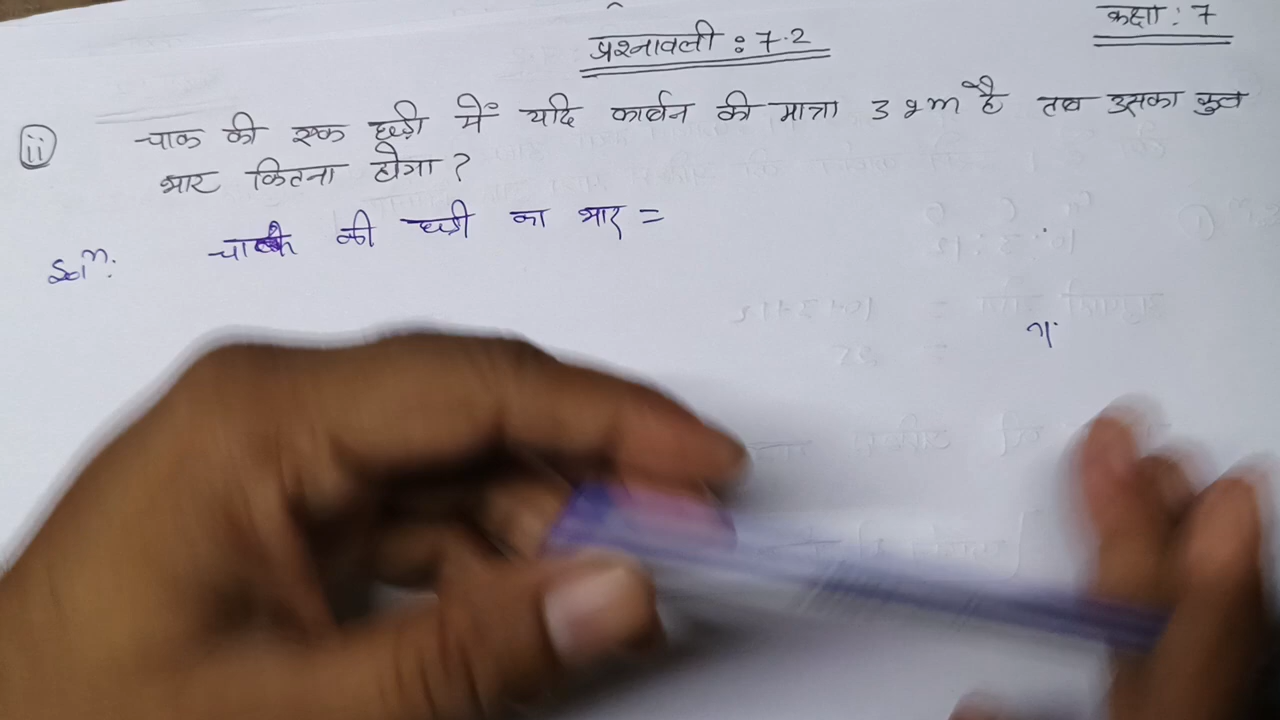 कक्षा : 7
प्रश्नावली : 7.2
ii चाक की एक छड़ी में यदि कार्बन की मात्रा 3 gm है तब उसका कुल
भार कितना होगा ?
Solⁿ: चाक की छड़ी का भार =